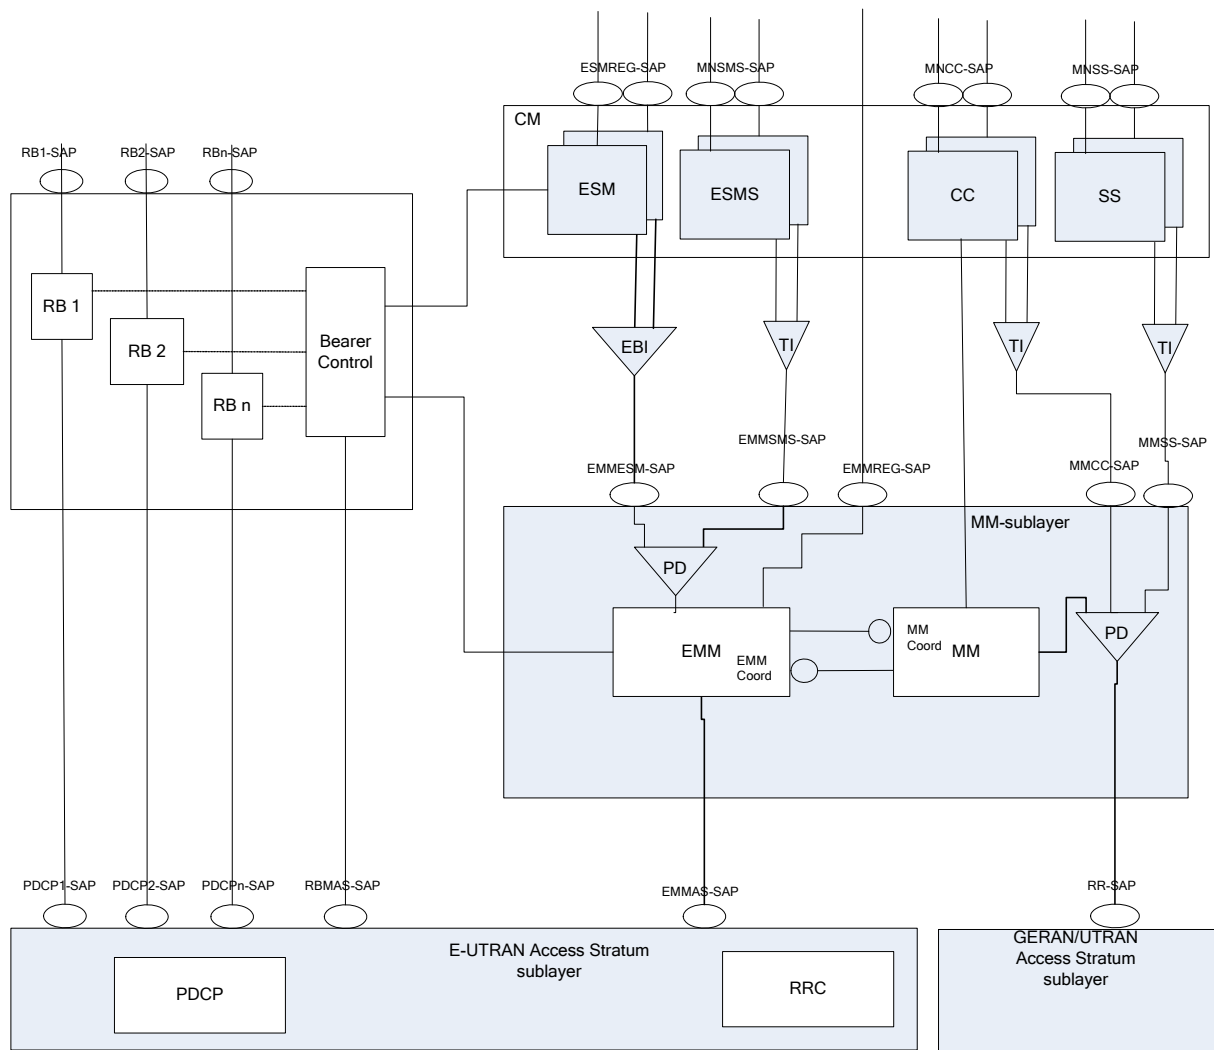 ESMREG-SAP
MNSMS-SAP
MNCC-SAP
MNSS-SAP
CM
RB1-SAP
RB2-SAP
RBn-SAP
ESM
ESMS
CC
SS
RB 1
RB 2
RB n
Bearer
Control
EBI
TI
TI
TI
EMMESM-SAP
EMMSMS-SAP
EMMREG-SAP
MMCC-SAP
MMSS-SAP
MM-sublayer
PD
EMM
EMM
Coord
MM
Coord
MM
PD
PDCP1-SAP
PDCP2-SAP
PDCPn-SAP
RBMAS-SAP
EMMAS-SAP
RR-SAP
E-UTRAN Access Stratum
sublayer
PDCP
RRC
GERAN/UTRAN
Access Stratum
sublayer